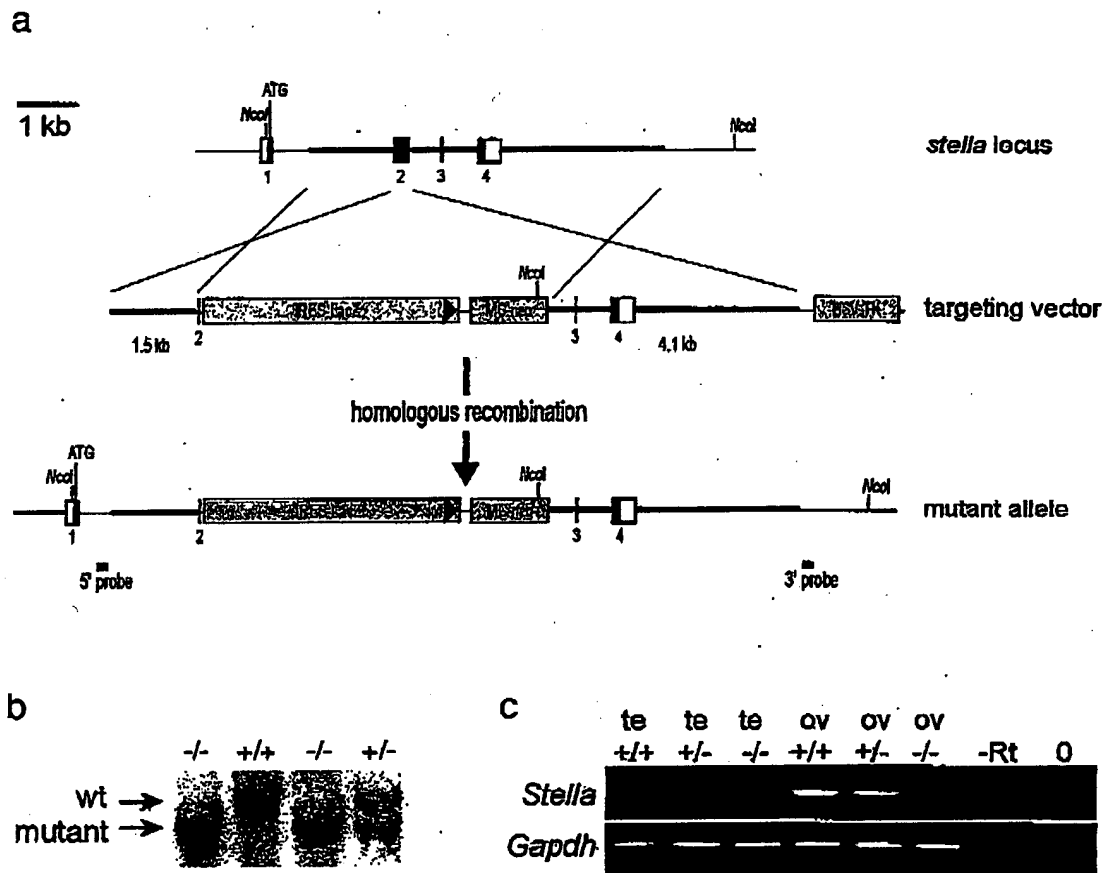 a
1 kb
ATG
NcoI
NcoI
stella locus
1 2 3 4
NcoI
targeting vector
1.5 kb 2 3 4 4.1 kb
homologous recombination
ATG
NcoI
NcoI
NcoI
mutant allele
1 2 3 4
5' probe
3' probe
b
-/- +/+ -/- +/-
wt
mutant
c
te te te ov ov ov
+/+ +/- -/- +/+ +/- -/- -Rt 0
Stella
Gapdh